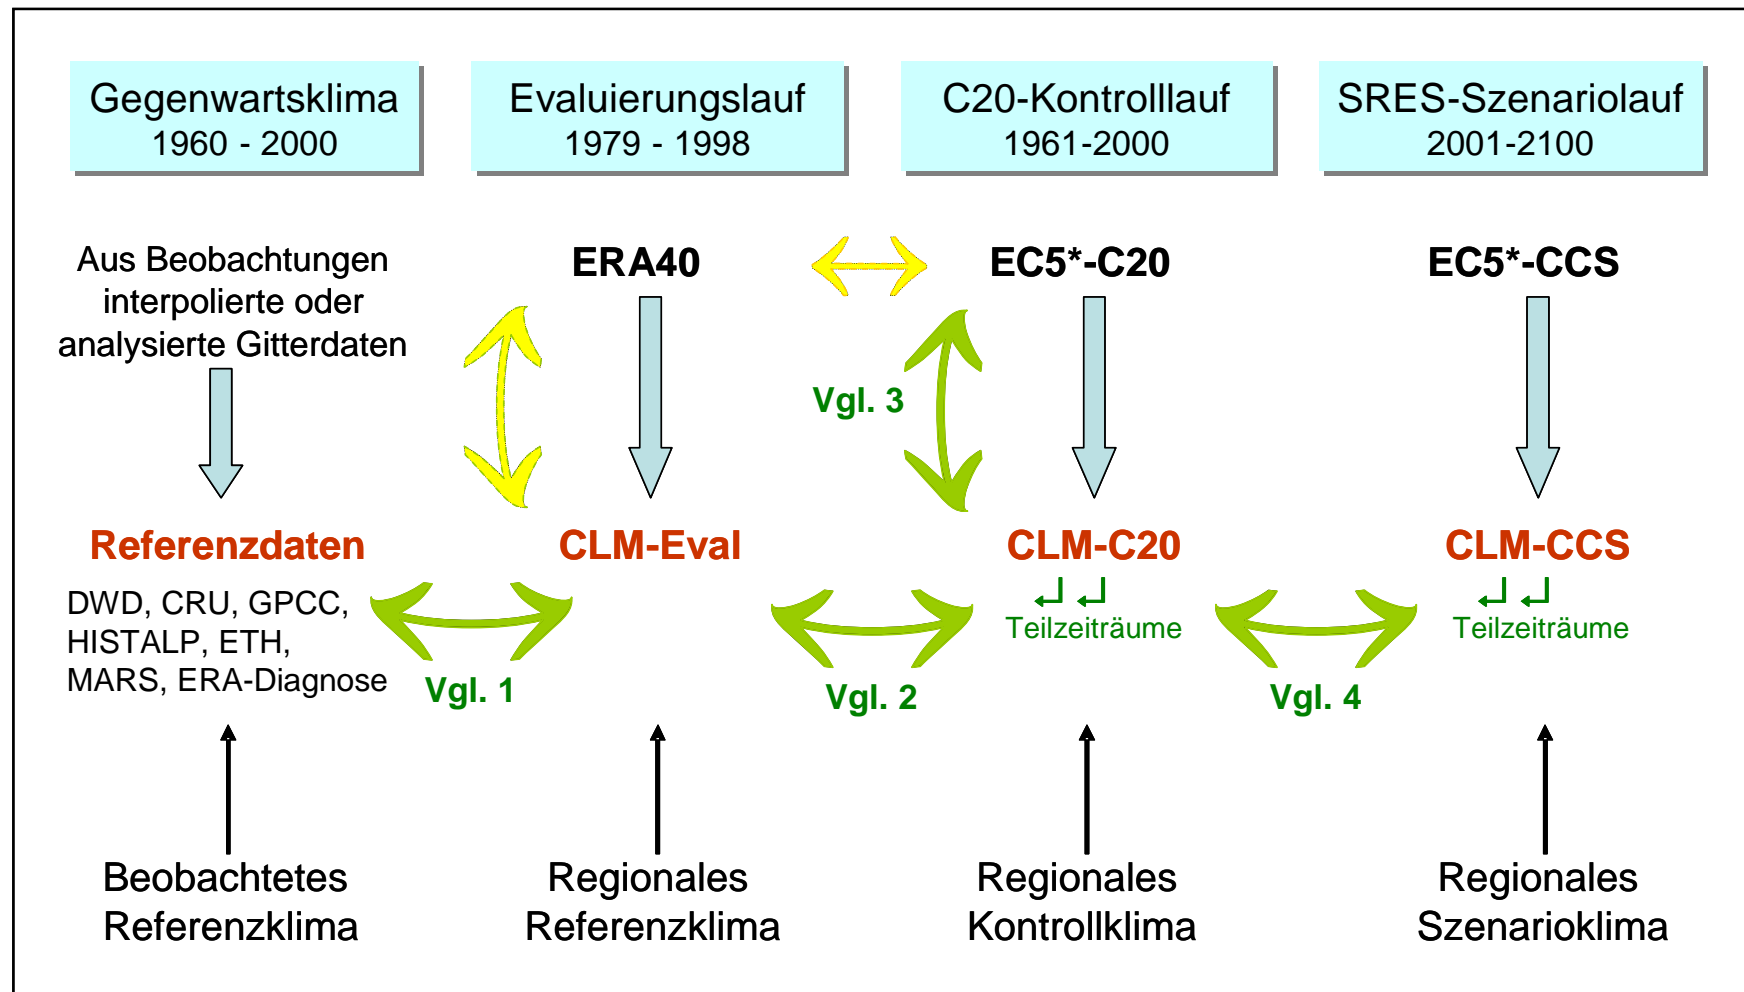 Gegenwartsklima
1960 - 2000
Evaluierungslauf
1979 - 1998
C20-Kontrolllauf
1961-2000
SRES-Szenariolauf
2001-2100
Aus Beobachtungen
interpolierte oder
analysierte Gitterdaten
ERA40
EC5*-C20
EC5*-CCS
Vgl. 3
Referenzdaten
CLM-Eval
CLM-C20
CLM-CCS
DWD, CRU, GPCC,
HISTALP, ETH,
MARS, ERA-Diagnose
Teilzeiträume
Teilzeiträume
Vgl. 1
Vgl. 2
Vgl. 4
Beobachtetes
Referenzklima
Regionales
Referenzklima
Regionales
Kontrollklima
Regionales
Szenarioklima